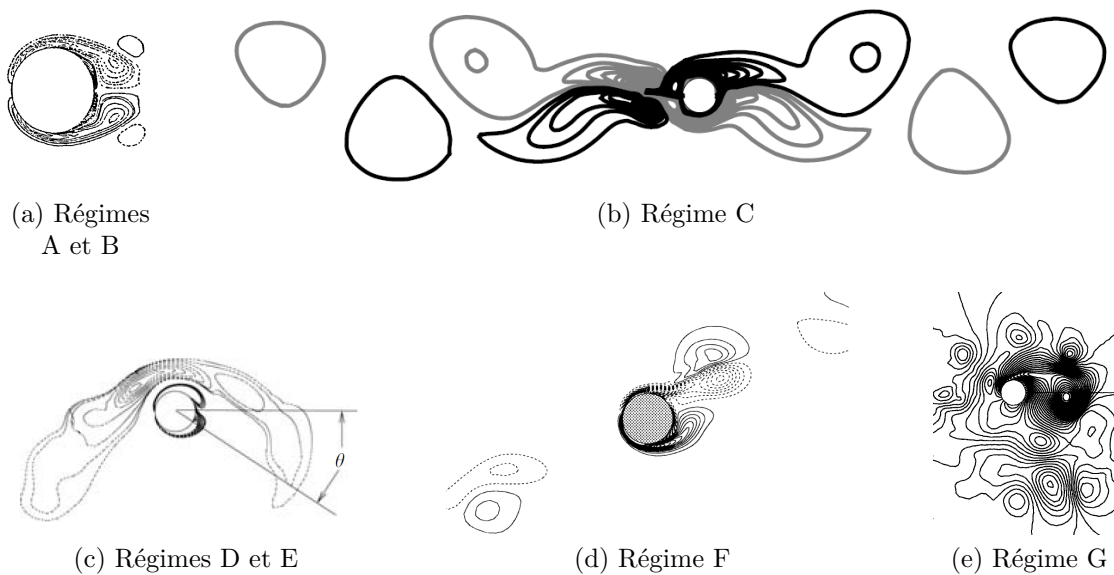 (a) Régimes
A et B
(b) Régime C
θ
(c) Régimes D et E
(d) Régime F
(e) Régime G